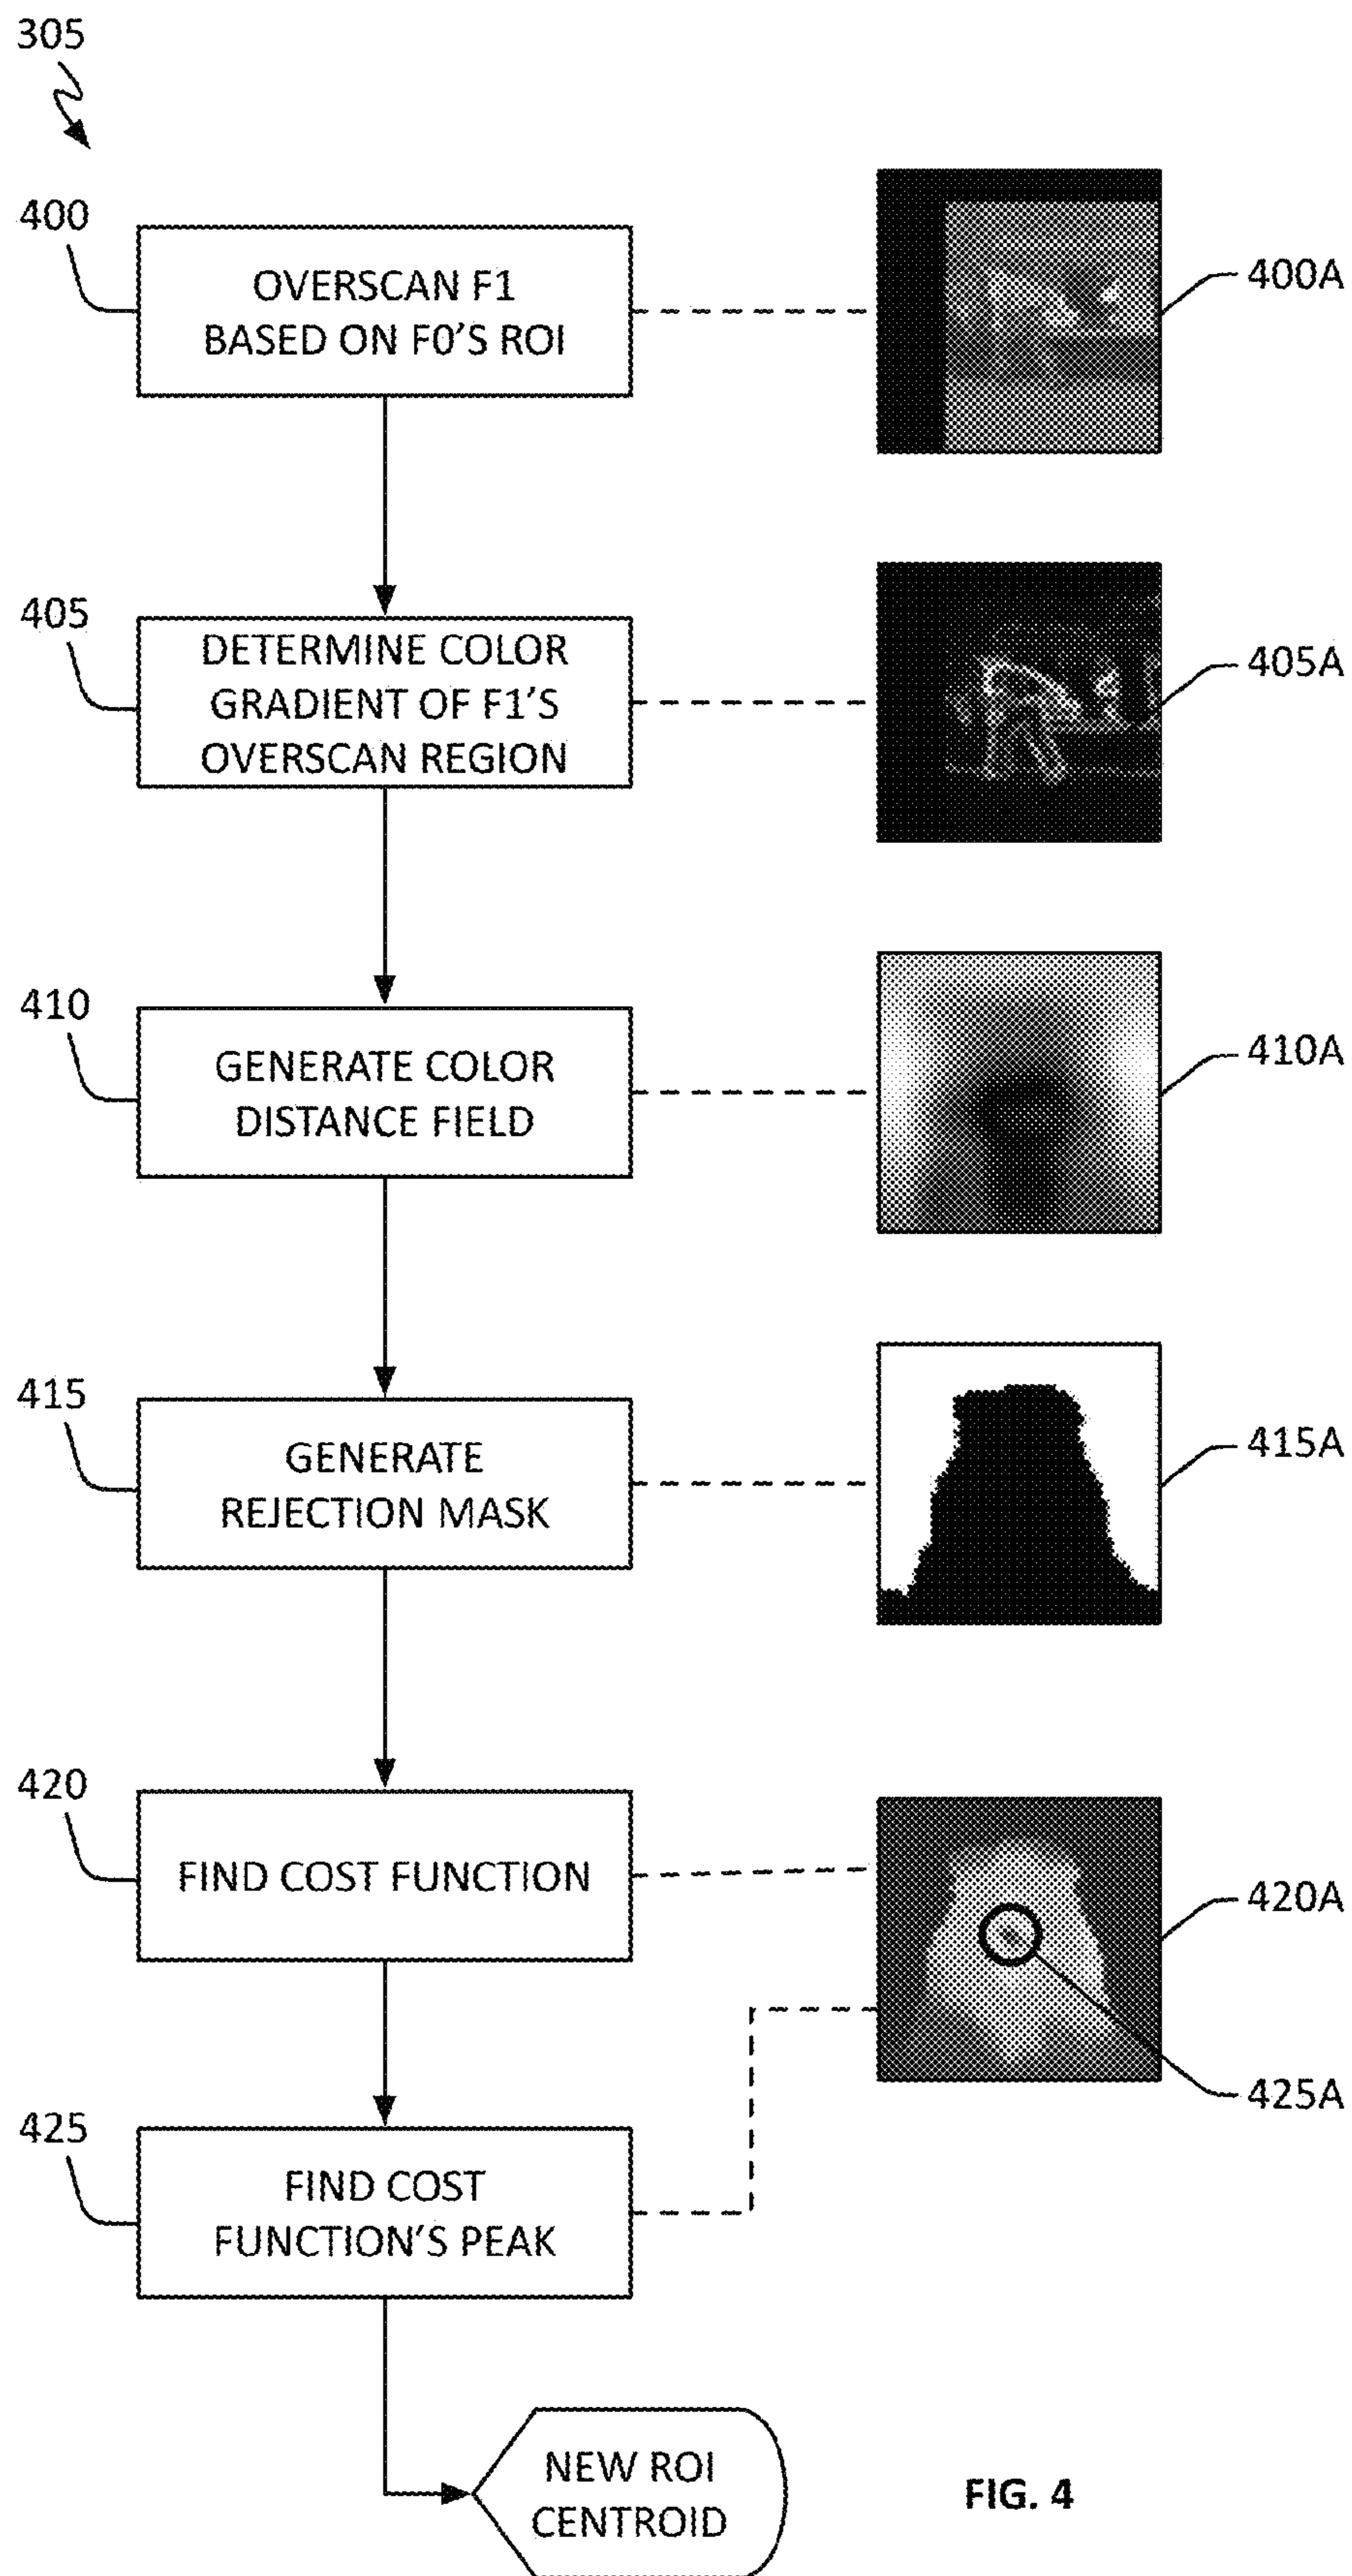 305
400
OVERSCAN F1
BASED ON F0'S ROI
400A
405
DETERMINE COLOR
GRADIENT OF F1'S
OVERSCAN REGION
405A
410
GENERATE COLOR
DISTANCE FIELD
410A
415
GENERATE
REJECTION MASK
415A
420
FIND COST FUNCTION
420A
425A
425
FIND COST
FUNCTION'S PEAK
NEW ROI
CENTROID
FIG. 4